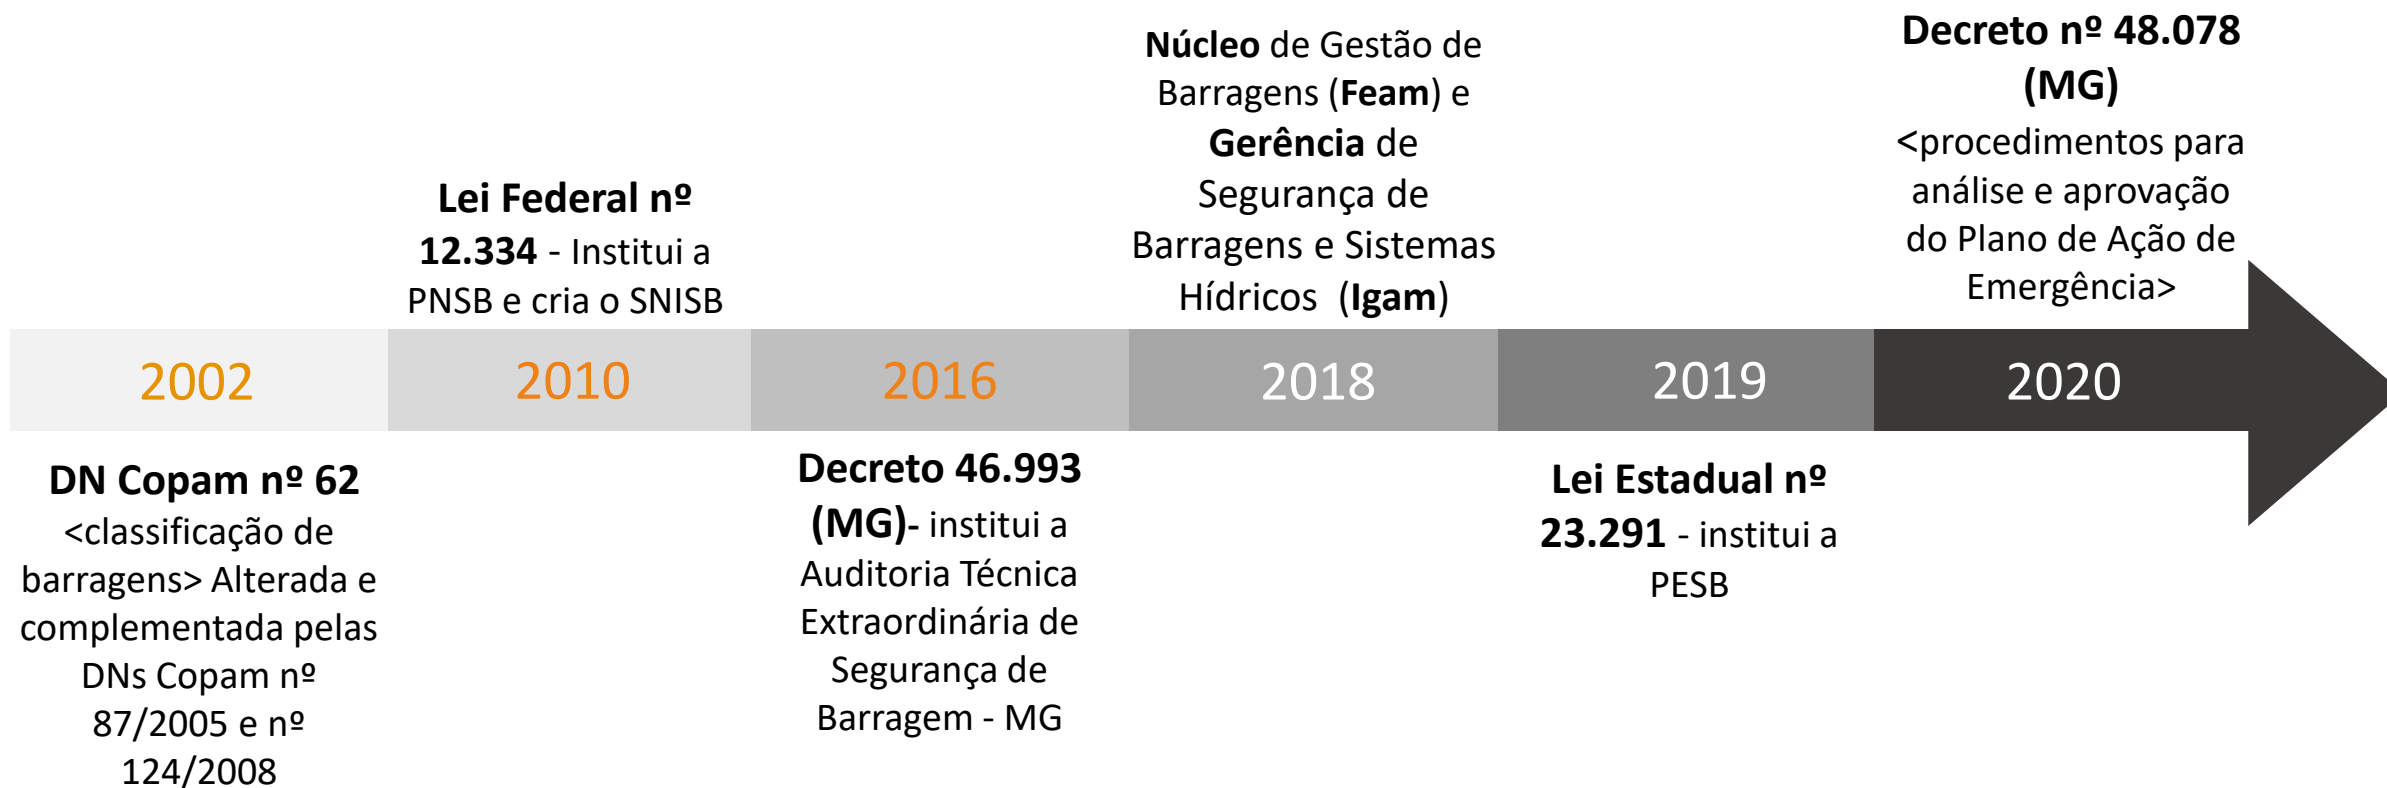 DN Copam nº 62
<classificação de
barragens> Alterada e
complementada pelas
DNs Copam nº
87/2005 e nº
124/2008
2002
Lei Federal nº
12.334 - Institui a
PNSB e cria o SNISB
2010
2016
Decreto 46.993
(MG)- institui a
Auditoria Técnica
Extraordinária de
Segurança de
Barragem - MG
Núcleo de Gestão de
Barragens (Feam) e
Gerência de
Segurança de
Barragens e Sistemas
Hídricos (Igam)
2018
2019
Lei Estadual nº
23.291 - institui a
PESB
Decreto nº 48.078
(MG)
<procedimentos para
análise e aprovação
do Plano de Ação de
Emergência>
2020